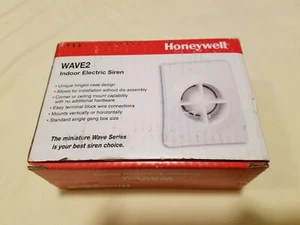 Honeywell
WAVE2
Indoor Electric Siren
• Unique hinged case design
• Allows for installation without dis-assembly
• Corner or ceiling mount capability
with no additional hardware
• Easy terminal block wire connections
• Mounts vertically or horizontally
• Standard single gang box size
The miniature Wave Series
is your best siren choice.